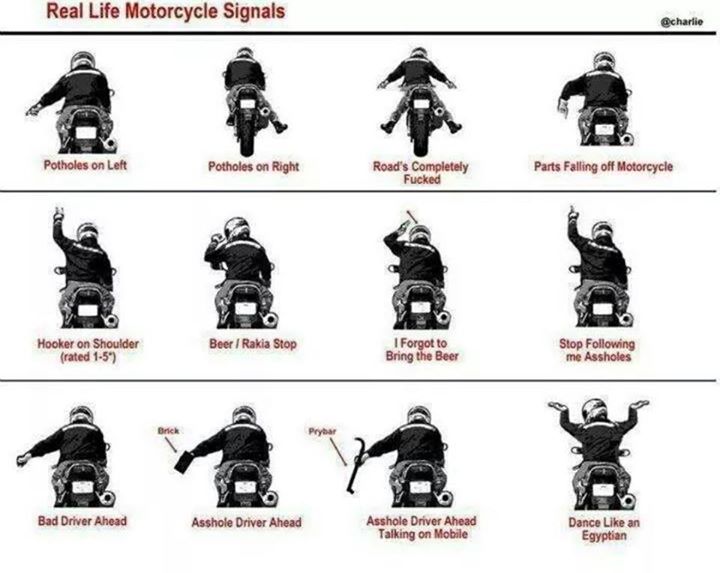 Real Life Motorcycle Signals
@charlie
Potholes on Left
Potholes on Right
Road's Completely
Fucked
Parts Falling off Motorcycle
Hooker on Shoulder
(rated 1-5*)
Beer / Rakia Stop
I Forgot to
Bring the Beer
Stop Following
me Assholes
Bad Driver Ahead
Brick
Asshole Driver Ahead
Prybar
Asshole Driver Ahead
Talking on Mobile
Dance Like an
Egyptian